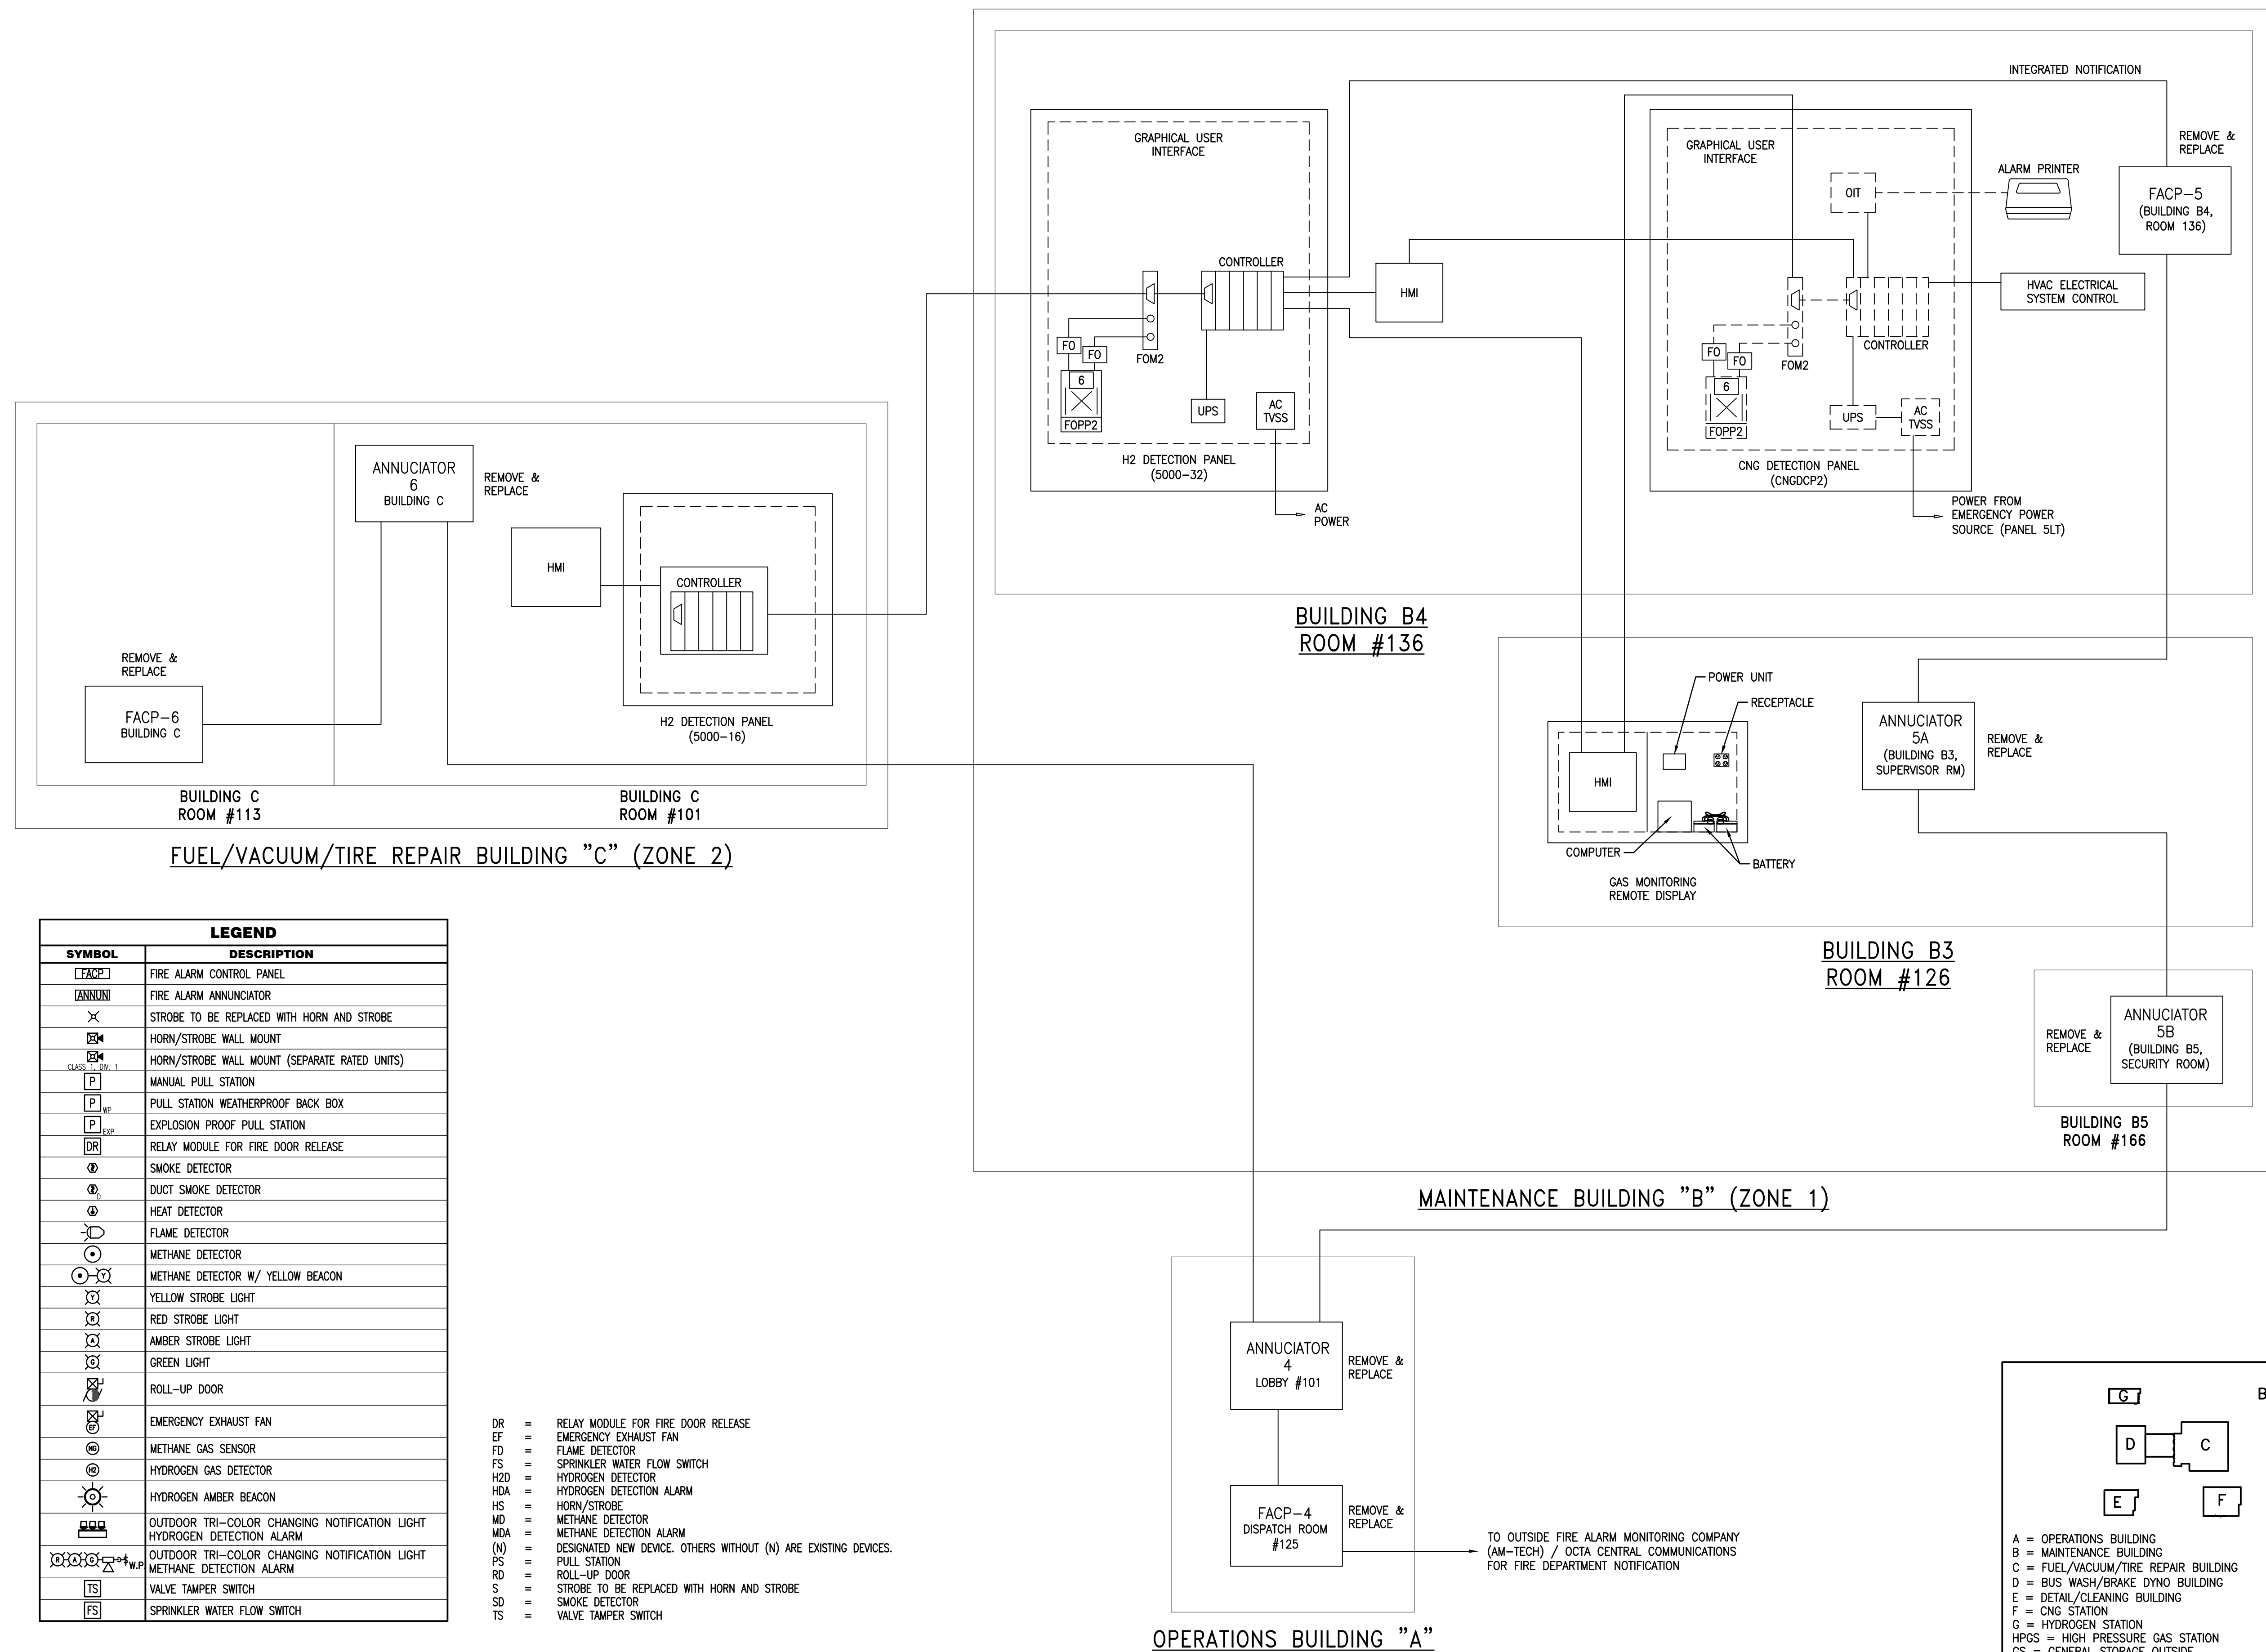 INTEGRATED NOTIFICATION
GRAPHICAL USER
INTERFACE
CONTROLLER
FO
FO
6
FOPP2
FOM2
UPS
AC
TVSS
H2 DETECTION PANEL
(5000-32)
AC
POWER
HMI
GRAPHICAL USER
INTERFACE
OIT
ALARM PRINTER
REMOVE &
REPLACE
FACP-5
(BUILDING B4,
ROOM 136)
HVAC ELECTRICAL
SYSTEM CONTROL
CONTROLLER
FO
FO
6
FOPP2
FOM2
UPS
AC
TVSS
CNG DETECTION PANEL
(CNGDCP2)
POWER FROM
EMERGENCY POWER
SOURCE (PANEL 5LT)
BUILDING B4
ROOM #136
ANNUCIATOR
6
BUILDING C
REMOVE &
REPLACE
HMI
CONTROLLER
H2 DETECTION PANEL
(5000-16)
REMOVE &
REPLACE
FACP-6
BUILDING C
BUILDING C
ROOM #113
BUILDING C
ROOM #101
FUEL/VACUUM/TIRE REPAIR BUILDING "C" (ZONE 2)
POWER UNIT
RECEPTACLE
HMI
COMPUTER
BATTERY
GAS MONITORING
REMOTE DISPLAY
ANNUCIATOR
5A
(BUILDING B3,
SUPERVISOR RM)
REMOVE &
REPLACE
BUILDING B3
ROOM #126
REMOVE &
REPLACE
ANNUCIATOR
5B
(BUILDING B5,
SECURITY ROOM)
BUILDING B5
ROOM #166
MAINTENANCE BUILDING "B" (ZONE 1)
ANNUCIATOR
4
LOBBY #101
REMOVE &
REPLACE
FACP-4
DISPATCH ROOM
#125
REMOVE &
REPLACE
TO OUTSIDE FIRE ALARM MONITORING COMPANY
(AM-TECH) / OCTA CENTRAL COMMUNICATIONS
FOR FIRE DEPARTMENT NOTIFICATION
OPERATIONS BUILDING "A"
LEGEND
SYMBOL DESCRIPTION
FACP FIRE ALARM CONTROL PANEL
ANNUN FIRE ALARM ANNUNCIATOR
STROBE TO BE REPLACED WITH HORN AND STROBE
HORN/STROBE WALL MOUNT
CLASS 1, DIV. 1 HORN/STROBE WALL MOUNT (SEPARATE RATED UNITS)
P MANUAL PULL STATION
P WP PULL STATION WEATHERPROOF BACK BOX
P EXP EXPLOSION PROOF PULL STATION
DR RELAY MODULE FOR FIRE DOOR RELEASE
SMOKE DETECTOR
D DUCT SMOKE DETECTOR
HEAT DETECTOR
FLAME DETECTOR
METHANE DETECTOR
Y METHANE DETECTOR W/ YELLOW BEACON
Y YELLOW STROBE LIGHT
R RED STROBE LIGHT
A AMBER STROBE LIGHT
G GREEN LIGHT
ROLL-UP DOOR
EF EMERGENCY EXHAUST FAN
NG METHANE GAS SENSOR
H2 HYDROGEN GAS DETECTOR
HYDROGEN AMBER BEACON
OUTDOOR TRI-COLOR CHANGING NOTIFICATION LIGHT
HYDROGEN DETECTION ALARM
R A G W.P OUTDOOR TRI-COLOR CHANGING NOTIFICATION LIGHT
METHANE DETECTION ALARM
TS VALVE TAMPER SWITCH
FS SPRINKLER WATER FLOW SWITCH
DR = RELAY MODULE FOR FIRE DOOR RELEASE
EF = EMERGENCY EXHAUST FAN
FD = FLAME DETECTOR
FS = SPRINKLER WATER FLOW SWITCH
H2D = HYDROGEN DETECTOR
HDA = HYDROGEN DETECTION ALARM
HS = HORN/STROBE
MD = METHANE DETECTOR
MDA = METHANE DETECTION ALARM
(N) = DESIGNATED NEW DEVICE. OTHERS WITHOUT (N) ARE EXISTING DEVICES.
PS = PULL STATION
RD = ROLL-UP DOOR
S = STROBE TO BE REPLACED WITH HORN AND STROBE
SD = SMOKE DETECTOR
TS = VALVE TAMPER SWITCH
G
D
C
E
F
A = OPERATIONS BUILDING
B = MAINTENANCE BUILDING
C = FUEL/VACUUM/TIRE REPAIR BUILDING
D = BUS WASH/BRAKE DYNO BUILDING
E = DETAIL/CLEANING BUILDING
F = CNG STATION
G = HYDROGEN STATION
HPGS = HIGH PRESSURE GAS STATION
GS = GENERAL STORAGE OUTSIDE